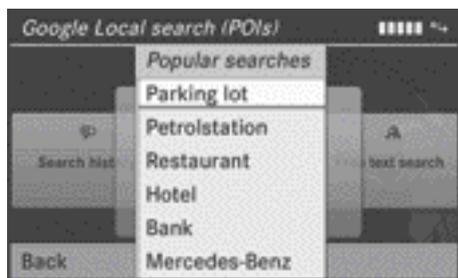 Google Local search (POIs)
Popular searches
Parking lot
Petrolstation
Search hist
Restaurant
text search
Hotel
Bank
Back
Mercedes-Benz